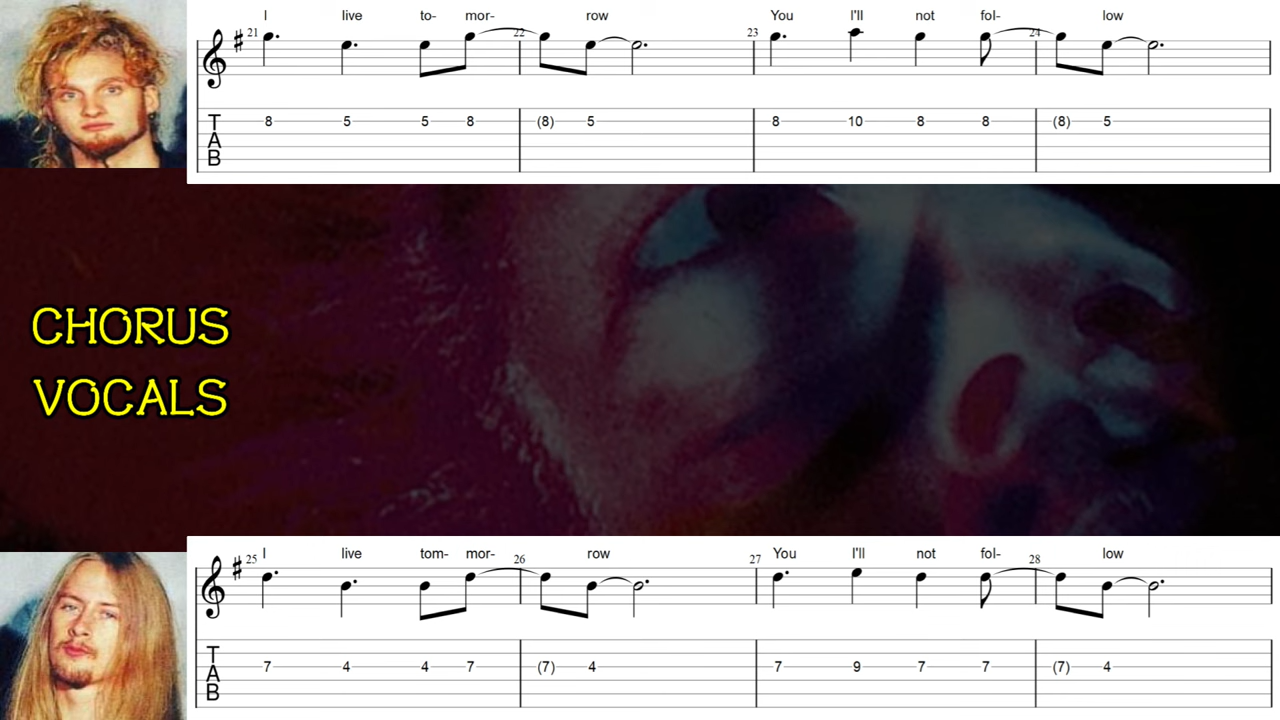 I live to- mor- row You I'll not fol- low
21 22 23 24
T 8 5 5 8 (8) 5 8 10 8 8 (8) 5
A
B
CHORUS
VOCALS
I live tom- mor- row You I'll not fol- low
25 26 27 28
T
A 7 4 4 7 (7) 4 7 9 7 7 (7) 4
B